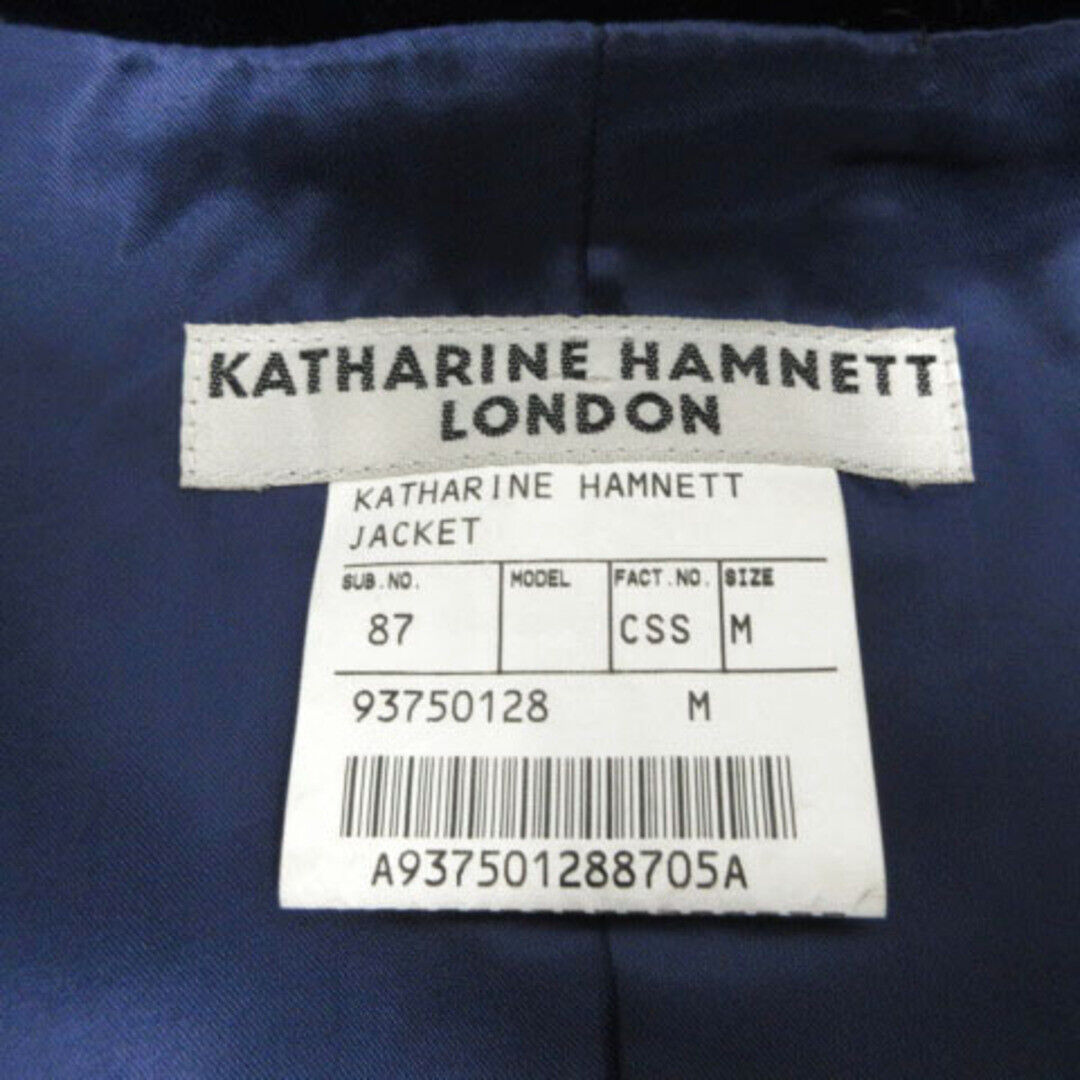 KATHARINE HAMNETT
LONDON
KATHARINE HAMNETT
JACKET
SUB.NO. MODEL FACT.NO. SIZE
87 CSS M
93750128 M
A937501288705A